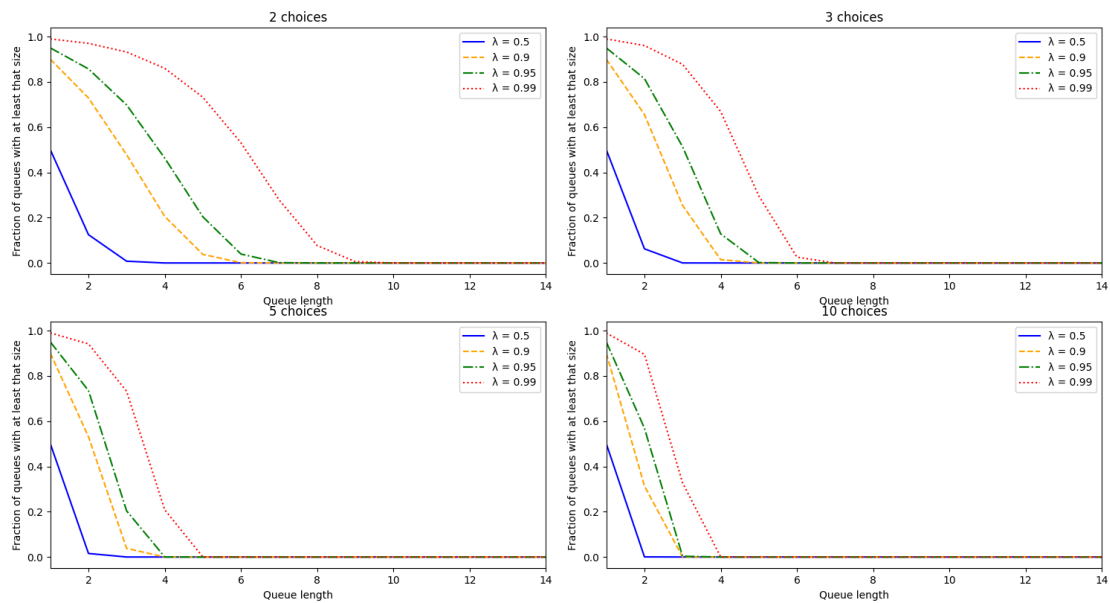 2 choices
Fraction of queues with at least that size
1.0
0.8
0.6
0.4
0.2
0.0
λ = 0.5
λ = 0.9
λ = 0.95
λ = 0.99
2 4 6 8 10 12 14
Queue length
3 choices
Fraction of queues with at least that size
1.0
0.8
0.6
0.4
0.2
0.0
λ = 0.5
λ = 0.9
λ = 0.95
λ = 0.99
2 4 6 8 10 12 14
Queue length
5 choices
Fraction of queues with at least that size
1.0
0.8
0.6
0.4
0.2
0.0
λ = 0.5
λ = 0.9
λ = 0.95
λ = 0.99
2 4 6 8 10 12 14
Queue length
10 choices
Fraction of queues with at least that size
1.0
0.8
0.6
0.4
0.2
0.0
λ = 0.5
λ = 0.9
λ = 0.95
λ = 0.99
2 4 6 8 10 12 14
Queue length